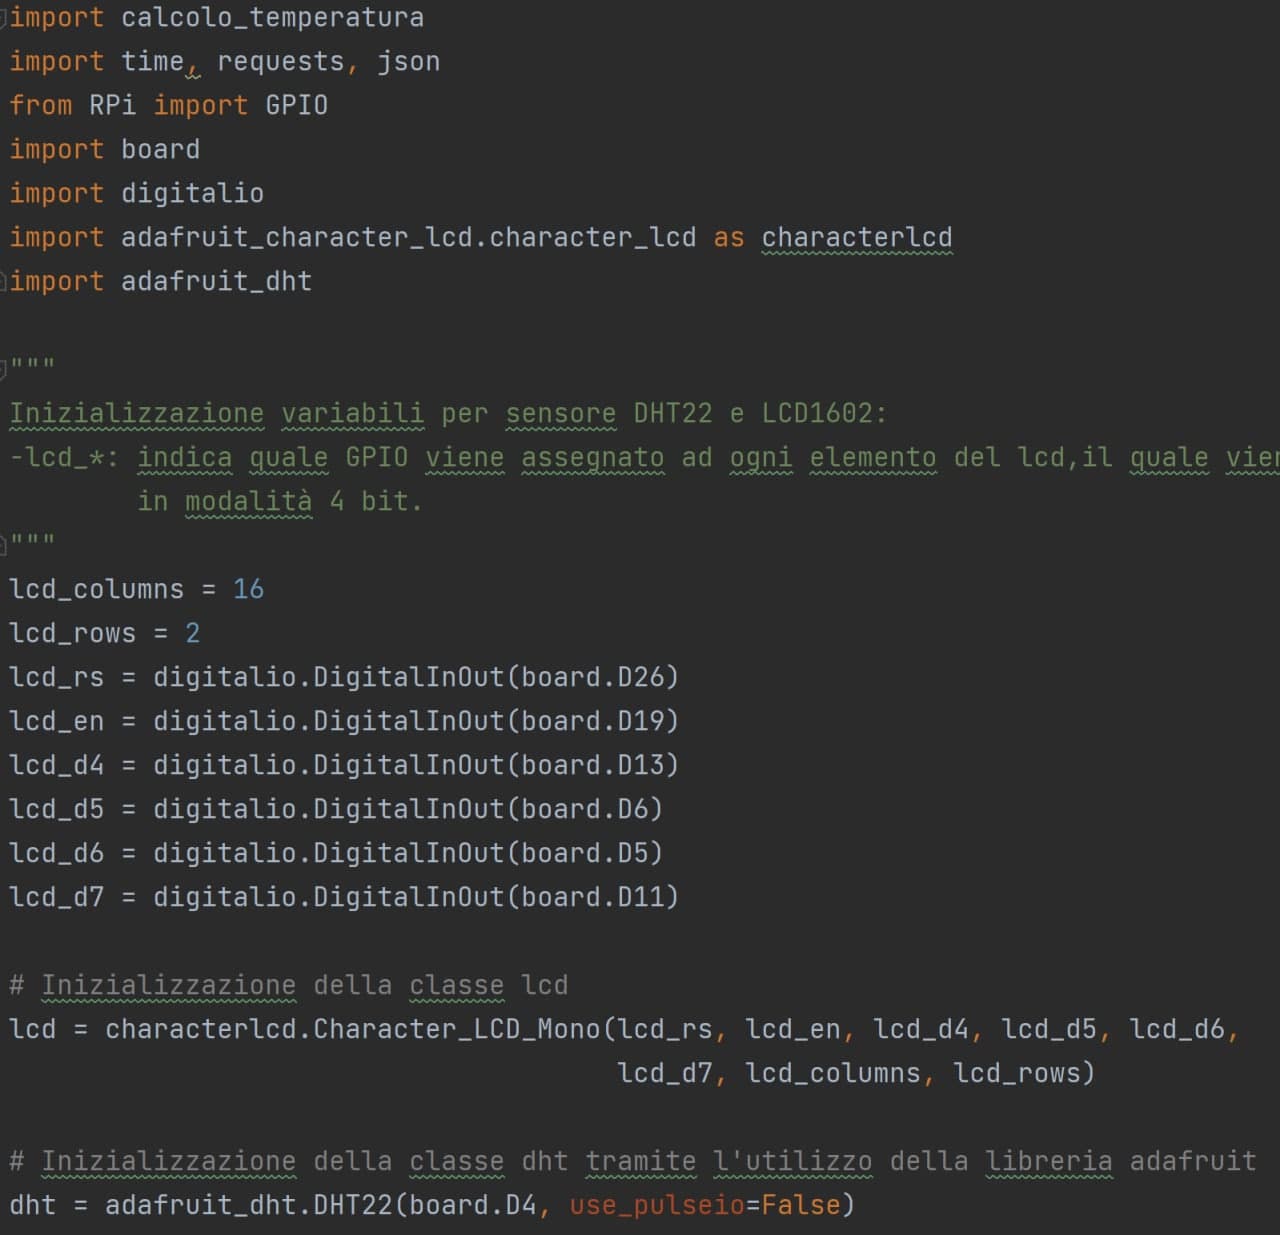 import calcolo_temperatura
import time, requests, json
from RPi import GPIO
import board
import digitalio
import adafruit_character_lcd.character_lcd as characterlcd
import adafruit_dht
"""
Inizializzazione variabili per sensore DHT22 e LCD1602:
-lcd_*: indica quale GPIO viene assegnato ad ogni elemento del lcd,il quale
in modalità 4 bit.
"""
lcd_columns = 16
lcd_rows = 2
lcd_rs = digitalio.DigitalInOut(board.D26)
lcd_en = digitalio.DigitalInOut(board.D19)
lcd_d4 = digitalio.DigitalInOut(board.D13)
lcd_d5 = digitalio.DigitalInOut(board.D6)
lcd_d6 = digitalio.DigitalInOut(board.D5)
lcd_d7 = digitalio.DigitalInOut(board.D11)
# Inizializzazione della classe lcd
lcd = characterlcd.Character_LCD_Mono(lcd_rs, lcd_en, lcd_d4, lcd_d5, lcd_d6,
lcd_d7, lcd_columns, lcd_rows)
# Inizializzazione della classe dht tramite l'utilizzo della libreria adafruit
dht = adafruit_dht.DHT22(board.D4, use_pulseio=False)